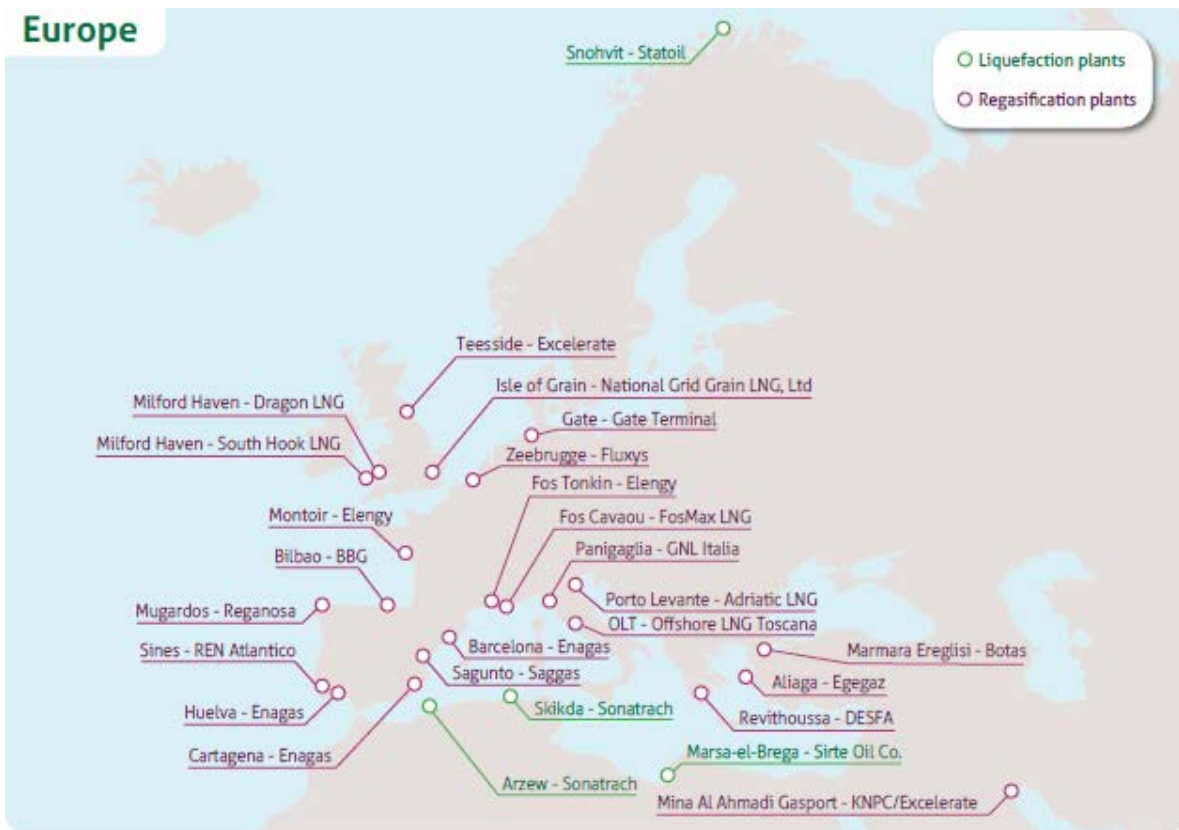 Europe
Snohvit - Statoil
Liquefaction plants
Regasification plants
Teesside - Excelerate
Isle of Grain - National Grid Grain LNG, Ltd
Milford Haven - Dragon LNG
Gate - Gate Terminal
Milford Haven - South Hook LNG
Zeebrugge - Fluxys
Fos Tonkin - Elengy
Montoir - Elengy
Fos Cavaou - FosMax LNG
Bilbao - BBG
Panigaglia - GNL Italia
Mugardos - Reganosa
Porto Levante - Adriatic LNG
OLT - Offshore LNG Toscana
Sines - REN Atlantico
Barcelona - Enagas
Marmara Ereglisi - Botas
Sagunto - Saggas
Aliaga - Egegaz
Huelva - Enagas
Skikda - Sonatrach
Revithoussa - DESFA
Cartagena - Enagas
Marsa-el-Brega - Sirte Oil Co.
Arzew - Sonatrach
Mina Al Ahmadi Gasport - KNPC/Excelerate